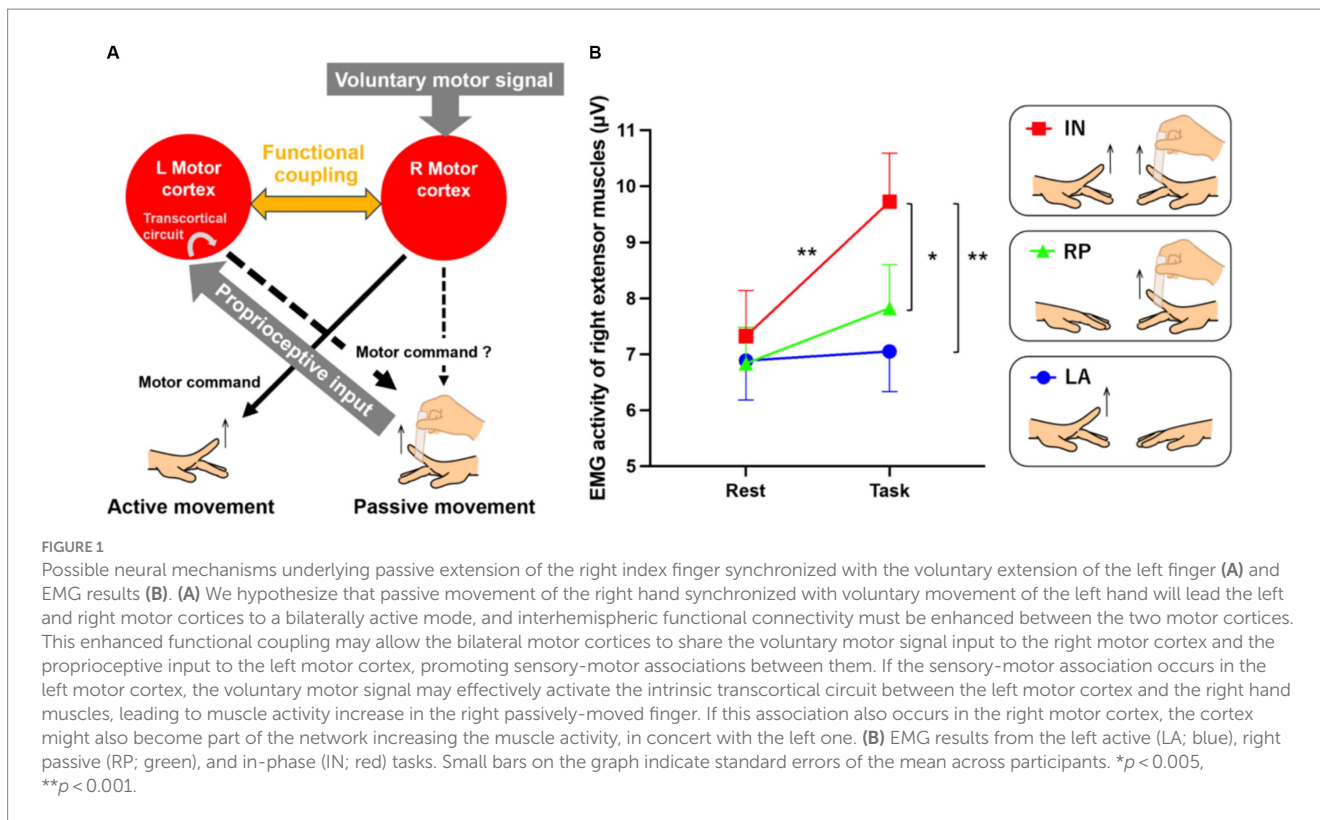 A
Voluntary motor signal
L Motor
cortex
Functional
coupling
R Motor
cortex
Transcortical
circuit
Proprioceptive input
Motor command ?
Motor command
Active movement
Passive movement
B
EMG activity of right extensor muscles (µV)
11
10
9
8
7
6
5
Rest
Task
**
*
**
IN
RP
LA
FIGURE 1
Possible neural mechanisms underlying passive extension of the right index finger synchronized with the voluntary extension of the left finger (A) and
EMG results (B). (A) We hypothesize that passive movement of the right hand synchronized with voluntary movement of the left hand will lead the left
and right motor cortices to a bilaterally active mode, and interhemispheric functional connectivity must be enhanced between the two motor cortices.
This enhanced functional coupling may allow the bilateral motor cortices to share the voluntary motor signal input to the right motor cortex and the
proprioceptive input to the left motor cortex, promoting sensory-motor associations between them. If the sensory-motor association occurs in the
left motor cortex, the voluntary motor signal may effectively activate the intrinsic transcortical circuit between the left motor cortex and the right hand
muscles, leading to muscle activity increase in the right passively-moved finger. If this association also occurs in the right motor cortex, the cortex
might also become part of the network increasing the muscle activity, in concert with the left one. (B) EMG results from the left active (LA; blue), right
passive (RP; green), and in-phase (IN; red) tasks. Small bars on the graph indicate standard errors of the mean across participants. *p < 0.005,
**p < 0.001.